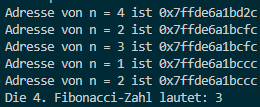 Adresse von n = 4 ist 0x7ffde6a1bd2c
Adresse von n = 2 ist 0x7ffde6a1bcfc
Adresse von n = 3 ist 0x7ffde6a1bcfc
Adresse von n = 1 ist 0x7ffde6a1bccc
Adresse von n = 2 ist 0x7ffde6a1bccc
Die 4. Fibonacci-Zahl lautet: 3